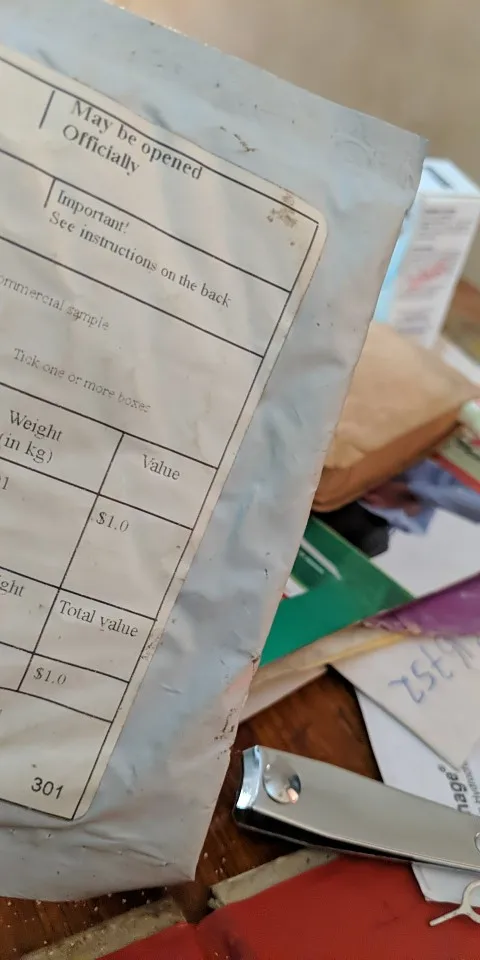 May be opened
Officially
Important!
See instructions on the back
ommercial sample
Tick one or more boxes
Weight
(in kg)
Value
$1.0
ght
Total value
$1.0
301